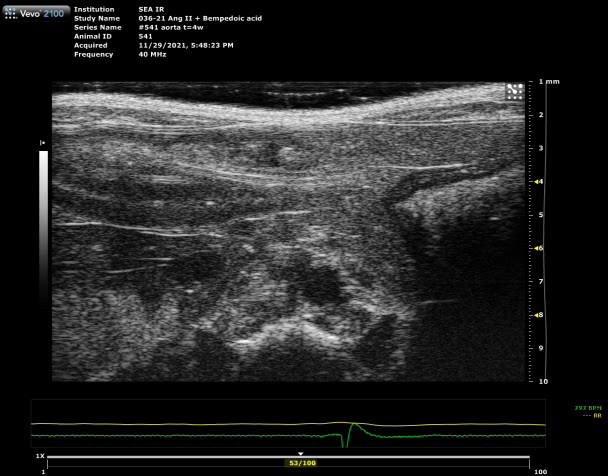 Vevo 2100
Institution SEA IR
Study Name 036-21 Ang II + Bempedoic acid
Series Name #541 aorta t=4w
Animal ID 541
Acquired 11/29/2021, 5:48:23 PM
Frequency 40 MHz
1 mm
2
3
4
5
6
7
8
9
10
RR
1X
53/100
1
100